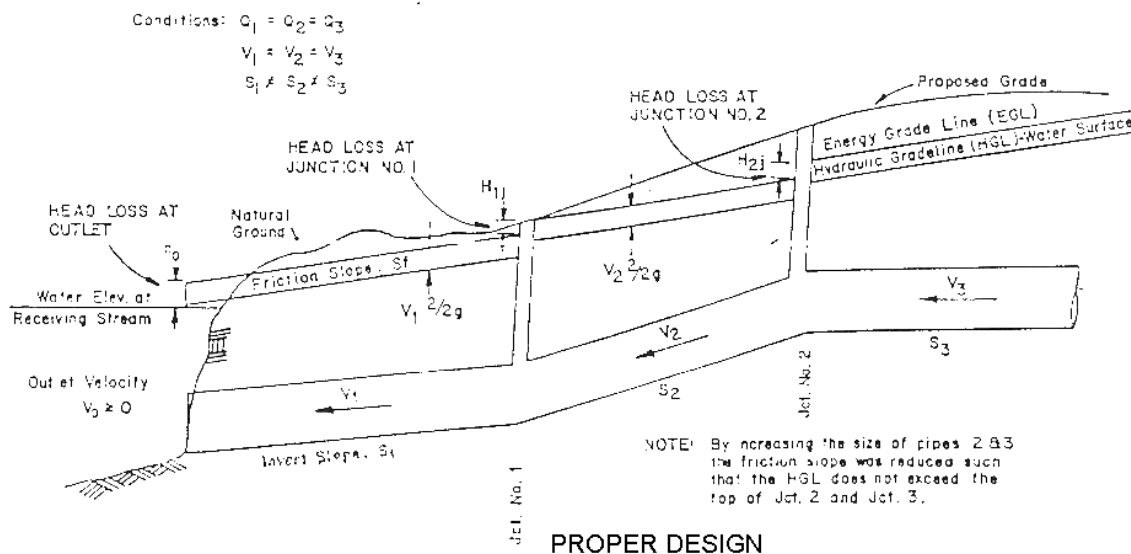 Conditions: Q1 = Q2 = Q3
V1 = V2 = V3
S1 ≠ S2 ≠ S3
Proposed Grade
HEAD LOSS AT
JUNCTION NO. 2
Energy Grade Line (EGL)
Hydraulic Gradeline (HGL)-Water Surface
H2j
HEAD LOSS AT
JUNCTION NO. 1
H1j
Natural
Ground
HEAD LOSS AT
OUTLET
Friction Slope, Sf
V1 2/2g
V2 2/2g
Water Elev. at
Receiving Stream
V3
S3
V2
S2
Outlet Velocity
V0 ≥ 0
V1
Jct. No. 2
Jct. No. 1
NOTE: By increasing the size of pipes 2&3
the friction slope was reduced such
that the HGL does not exceed the
top of Jct. 2 and Jct. 3.
Invert Slope,
PROPER DESIGN